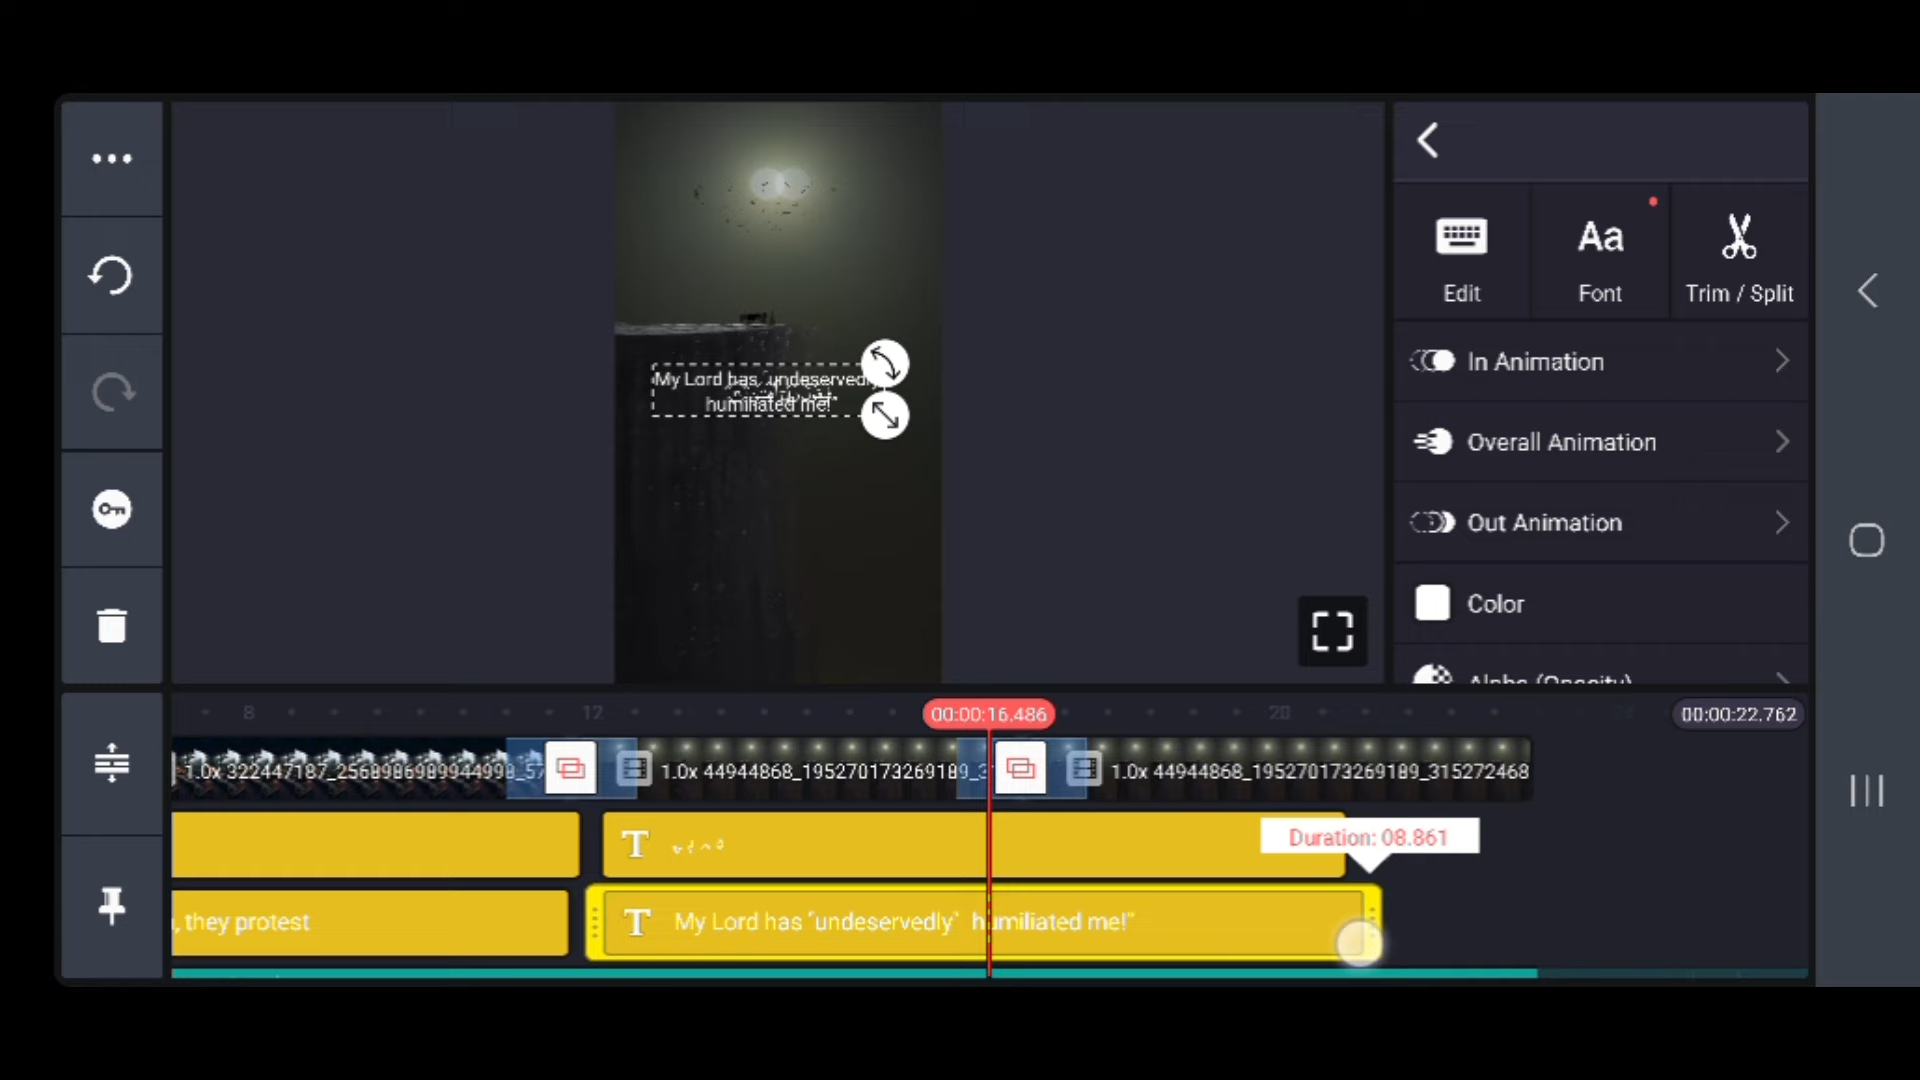 My Lord has `undeservedly`
humiliated me!"
Edit
Font
Trim / Split
In Animation
Overall Animation
Out Animation
Color
Alpha (Opacity)
8
12
00:00:16.486
20
00:00:22.762
1.0x 322447187_2568986989944998_57
1.0x 44944868_195270173269189_3
1.0x 44944868_195270173269189_315272468
Duration: 08.861
, they protest
My Lord has `undeservedly` humiliated me!"